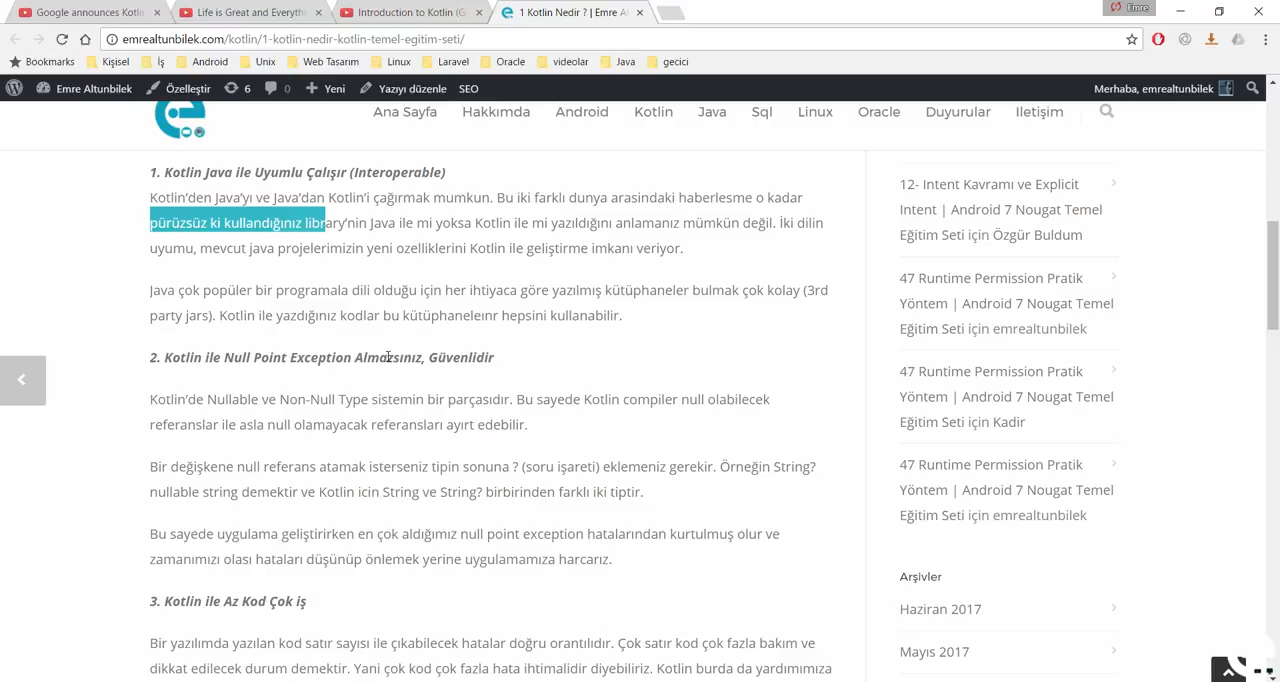 Google announces Kotlin
Life is Great and Everythi
Introduction to Kotlin (G
1 Kotlin Nedir ? | Emre Al
Emre
emrealtunbilek.com/kotlin/1-kotlin-nedir-kotlin-temel-egitim-seti/
Bookmarks Kişisel İş Android Unix Web Tasarım Linux Laravel Oracle videolar Java gecici
Emre Altunbilek Özelleştir 6 0 Yeni Yazıyı düzenle SEO Merhaba, emrealtunbilek
Ana Sayfa Hakkımda Android Kotlin Java Sql Linux Oracle Duyurular Iletişim
1. Kotlin Java ile Uyumlu Çalışır (Interoperable)
Kotlin’den Java’yı ve Java’dan Kotlin’i çağırmak mumkun. Bu iki farklı dunya arasindaki haberlesme o kadar
pürüzsüz ki kullandığınız library’nin Java ile mi yoksa Kotlin ile mi yazıldığını anlamanız mümkün değil. İki dilin
uyumu, mevcut java projelerimizin yeni ozelliklerini Kotlin ile geliştirme imkanı veriyor.
Java çok popüler bir programala dili olduğu için her ihtiyaca göre yazılmış kütüphaneler bulmak çok kolay (3rd
party jars). Kotlin ile yazdığınız kodlar bu kütüphaneleınr hepsini kullanabilir.
2. Kotlin ile Null Point Exception Almazsınız, Güvenlidir
Kotlin’de Nullable ve Non-Null Type sistemin bir parçasıdır. Bu sayede Kotlin compiler null olabilecek
referanslar ile asla null olamayacak referansları ayırt edebilir.
Bir değişkene null referans atamak isterseniz tipin sonuna ? (soru işareti) eklemeniz gerekir. Örneğin String?
nullable string demektir ve Kotlin icin String ve String? birbirinden farklı iki tiptir.
Bu sayede uygulama geliştirirken en çok aldığımız null point exception hatalarından kurtulmuş olur ve
zamanımızı olası hataları düşünüp önlemek yerine uygulamamıza harcarız.
3. Kotlin ile Az Kod Çok iş
Bir yazılımda yazılan kod satır sayısı ile çıkabilecek hatalar doğru orantılıdır. Çok satır kod çok fazla bakım ve
dikkat edilecek durum demektir. Yani çok kod çok fazla hata ihtimalidir diyebiliriz. Kotlin burda da yardımımıza
12- Intent Kavramı ve Explicit
Intent | Android 7 Nougat Temel
Eğitim Seti için Özgür Buldum
47 Runtime Permission Pratik
Yöntem | Android 7 Nougat Temel
Eğitim Seti için emrealtunbilek
47 Runtime Permission Pratik
Yöntem | Android 7 Nougat Temel
Eğitim Seti için Kadir
47 Runtime Permission Pratik
Yöntem | Android 7 Nougat Temel
Eğitim Seti için emrealtunbilek
Arşivler
Haziran 2017
Mayıs 2017